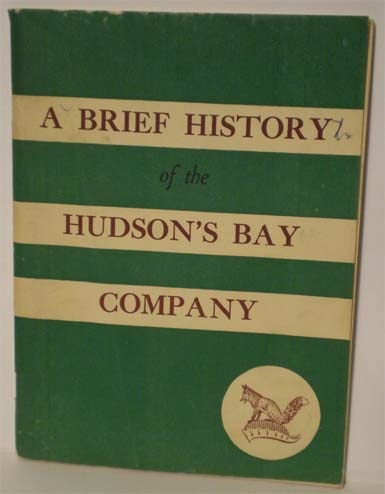 A BRIEF HISTORY
of the
HUDSON'S BAY
COMPANY